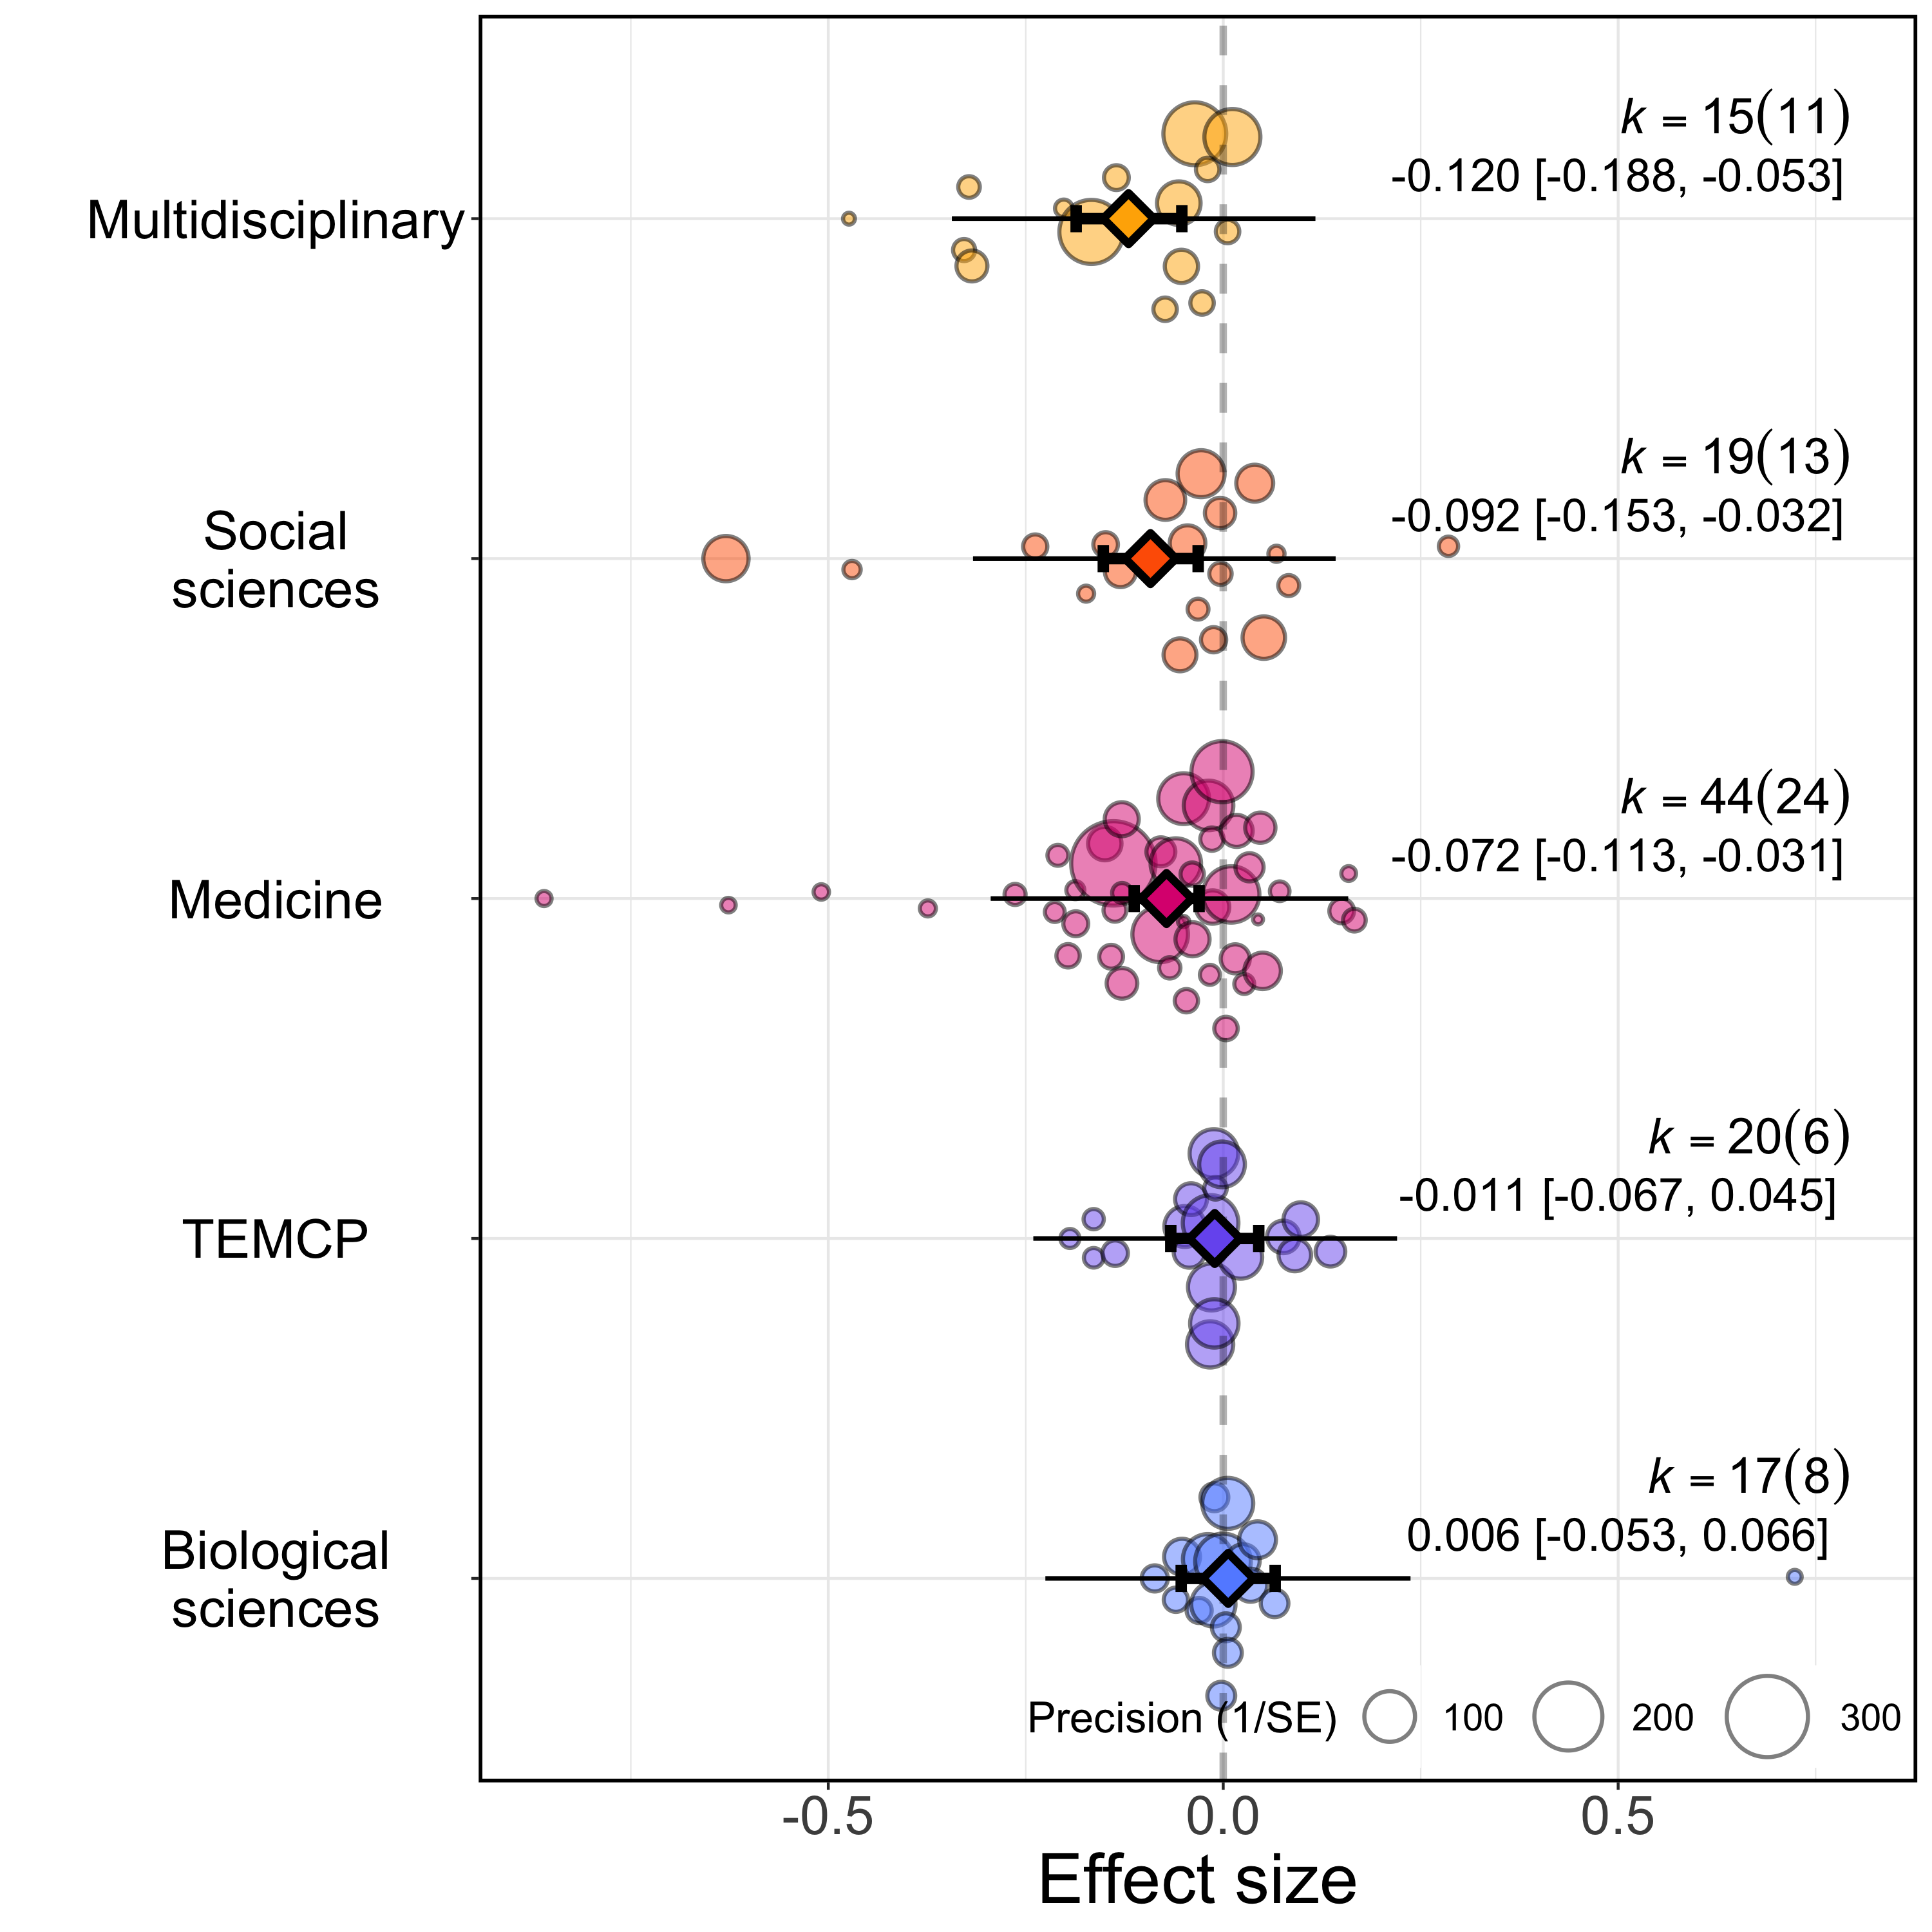 k = 15(11)
-0.120 [-0.188, -0.053]
Multidisciplinary
k = 19(13)
-0.092 [-0.153, -0.032]
Social
sciences
k = 44(24)
-0.072 [-0.113, -0.031]
Medicine
k = 20(6)
-0.011 [-0.067, 0.045]
TEMCP
k = 17(8)
0.006 [-0.053, 0.066]
Biological
sciences
Precision (1/SE) 100 200 300
-0.5 0.0 0.5
Effect size